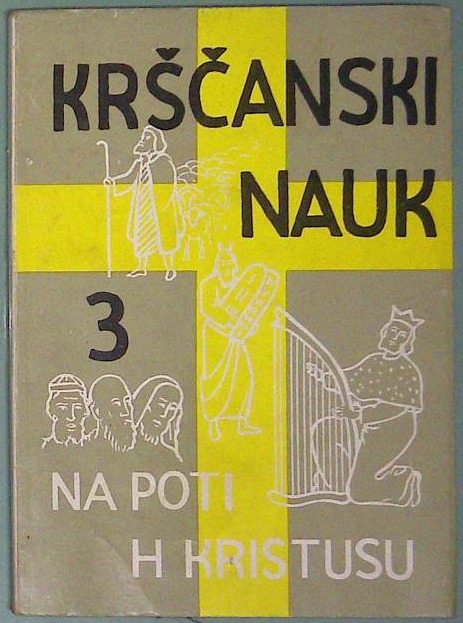 KRŠČANSKI
NAUK
3
NA POTI
H KRISTUSU